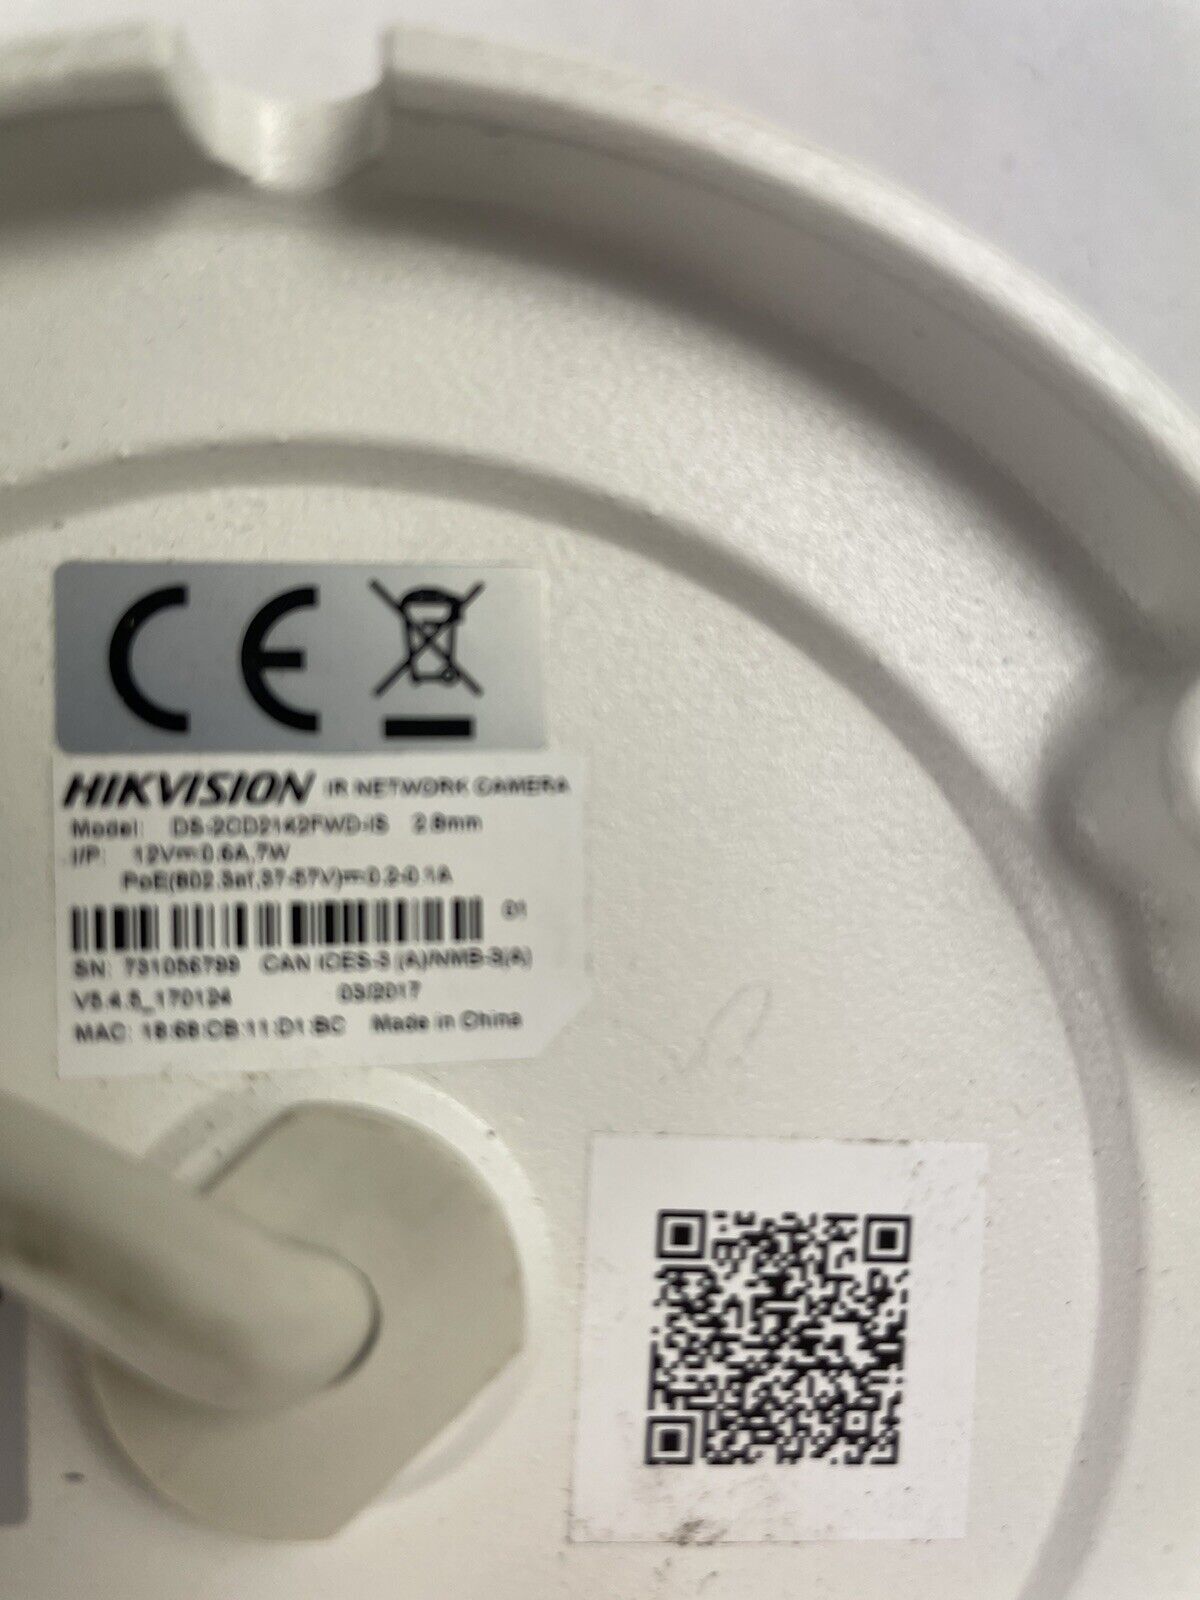 CE
HIKVISION IR NETWORK CAMERA
Model: DS-2CD2142FWD-IS 2.8mm
I/P: 12V⎓0.6A,7W
PoE(802.3af,37-57V)⎓0.2-0.1A
01
SN: 731056799 CAN ICES-3 (A)/NMB-3(A)
V5.4.5_170124 03/2017
MAC: 18:68:CB:11:D1:BC Made in China